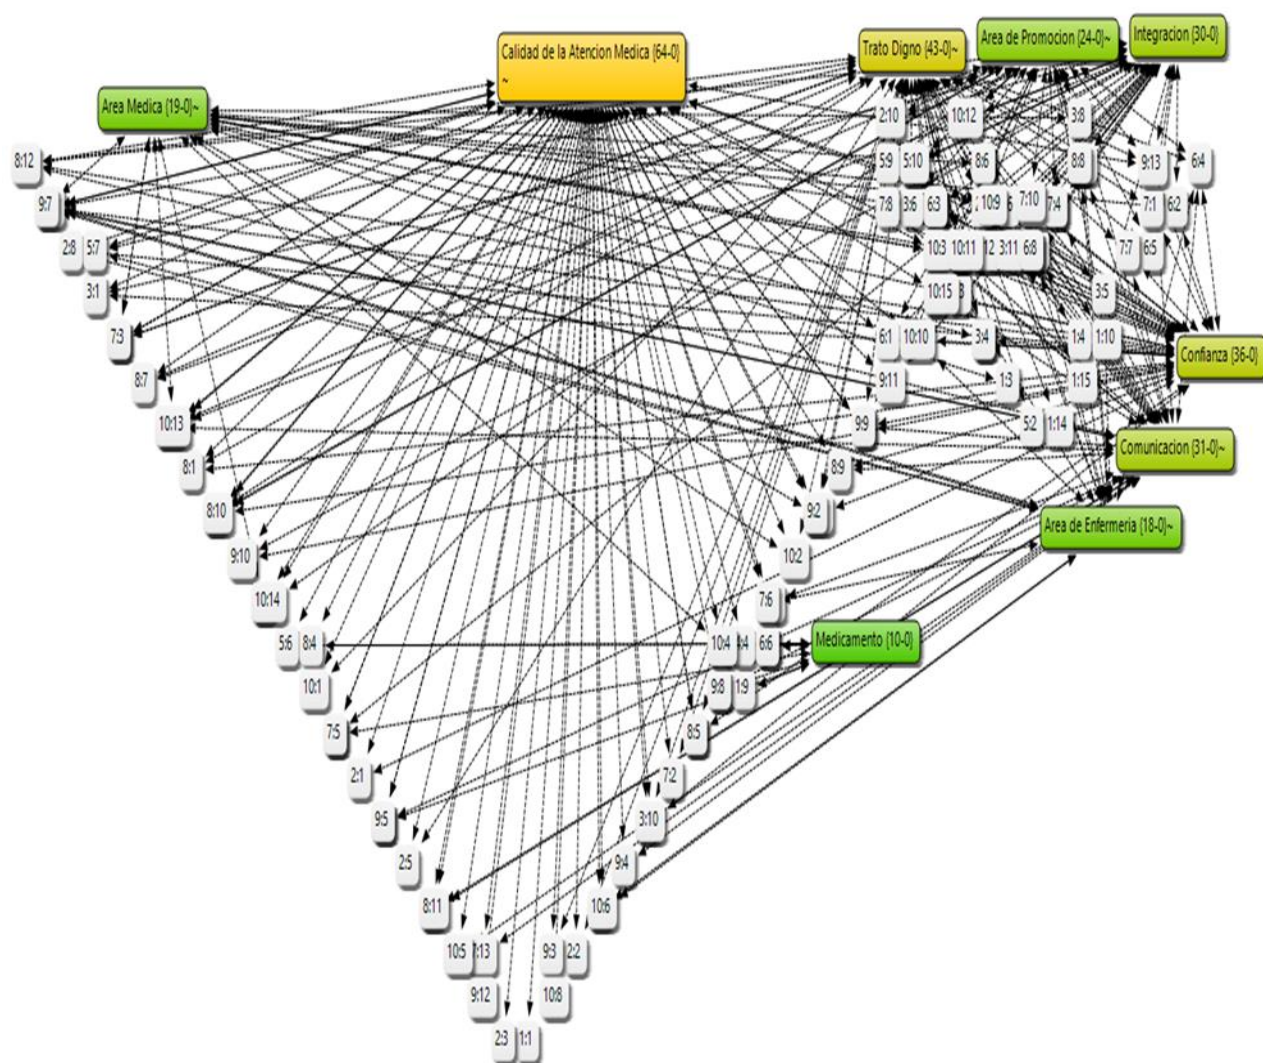 Integracion {30-0}
Trato Digno {43-0}~
Area de Promocion {24-0}~
Calidad de la Atencion Medica {64-0}
~
Area Medica {19-0}~
2:10 10:12 3:8
8:12 5:9 5:10 8:6 8:8 9:13 6:4
9:7 7:8 3:6 6:3 10:9 7:10 7:4 7:1 6:2
2:8 5:7 10:3 10:11 3:11 6:8 7:7 6:5
3:1 10:15 3:5
7:3 6:1 10:10 3:4 1:4 1:10
Confianza {36-0}
8:7 9:11 1:3 1:15
10:13 9:9 5:2 1:14
Comunicacion {31-0}~
8:1 8:9
8:10 9:2
Area de Enfermeria {18-0}~
9:10 10:2
10:14 7:6
5:6 8:4 10:4 6:6 Medicamento {10-0}
10:1 9:8 1:9
7:5 8:5
2:1 7:2
9:5 3:10
2:5 9:4
8:11 10:6
10:5 9:3 2:2
9:12 10:8
2:3 1:1